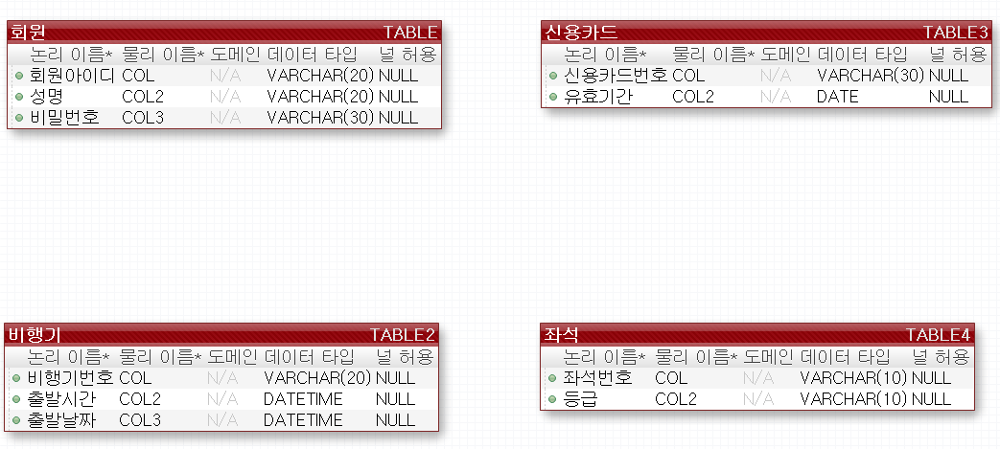 회원 TABLE
논리 이름* 물리 이름* 도메인 데이터 타입 널 허용
회원아이디 COL N/A VARCHAR(20) NULL
성명 COL2 N/A VARCHAR(20) NULL
비밀번호 COL3 N/A VARCHAR(30) NULL
신용카드 TABLE3
논리 이름* 물리 이름* 도메인 데이터 타입 널 허용
신용카드번호 COL N/A VARCHAR(30) NULL
유효기간 COL2 N/A DATE NULL
비행기 TABLE2
논리 이름* 물리 이름* 도메인 데이터 타입 널 허용
비행기번호 COL N/A VARCHAR(20) NULL
출발시간 COL2 N/A DATETIME NULL
출발날짜 COL3 N/A DATETIME NULL
좌석 TABLE4
논리 이름* 물리 이름* 도메인 데이터 타입 널 허용
좌석번호 COL N/A VARCHAR(10) NULL
등급 COL2 N/A VARCHAR(10) NULL